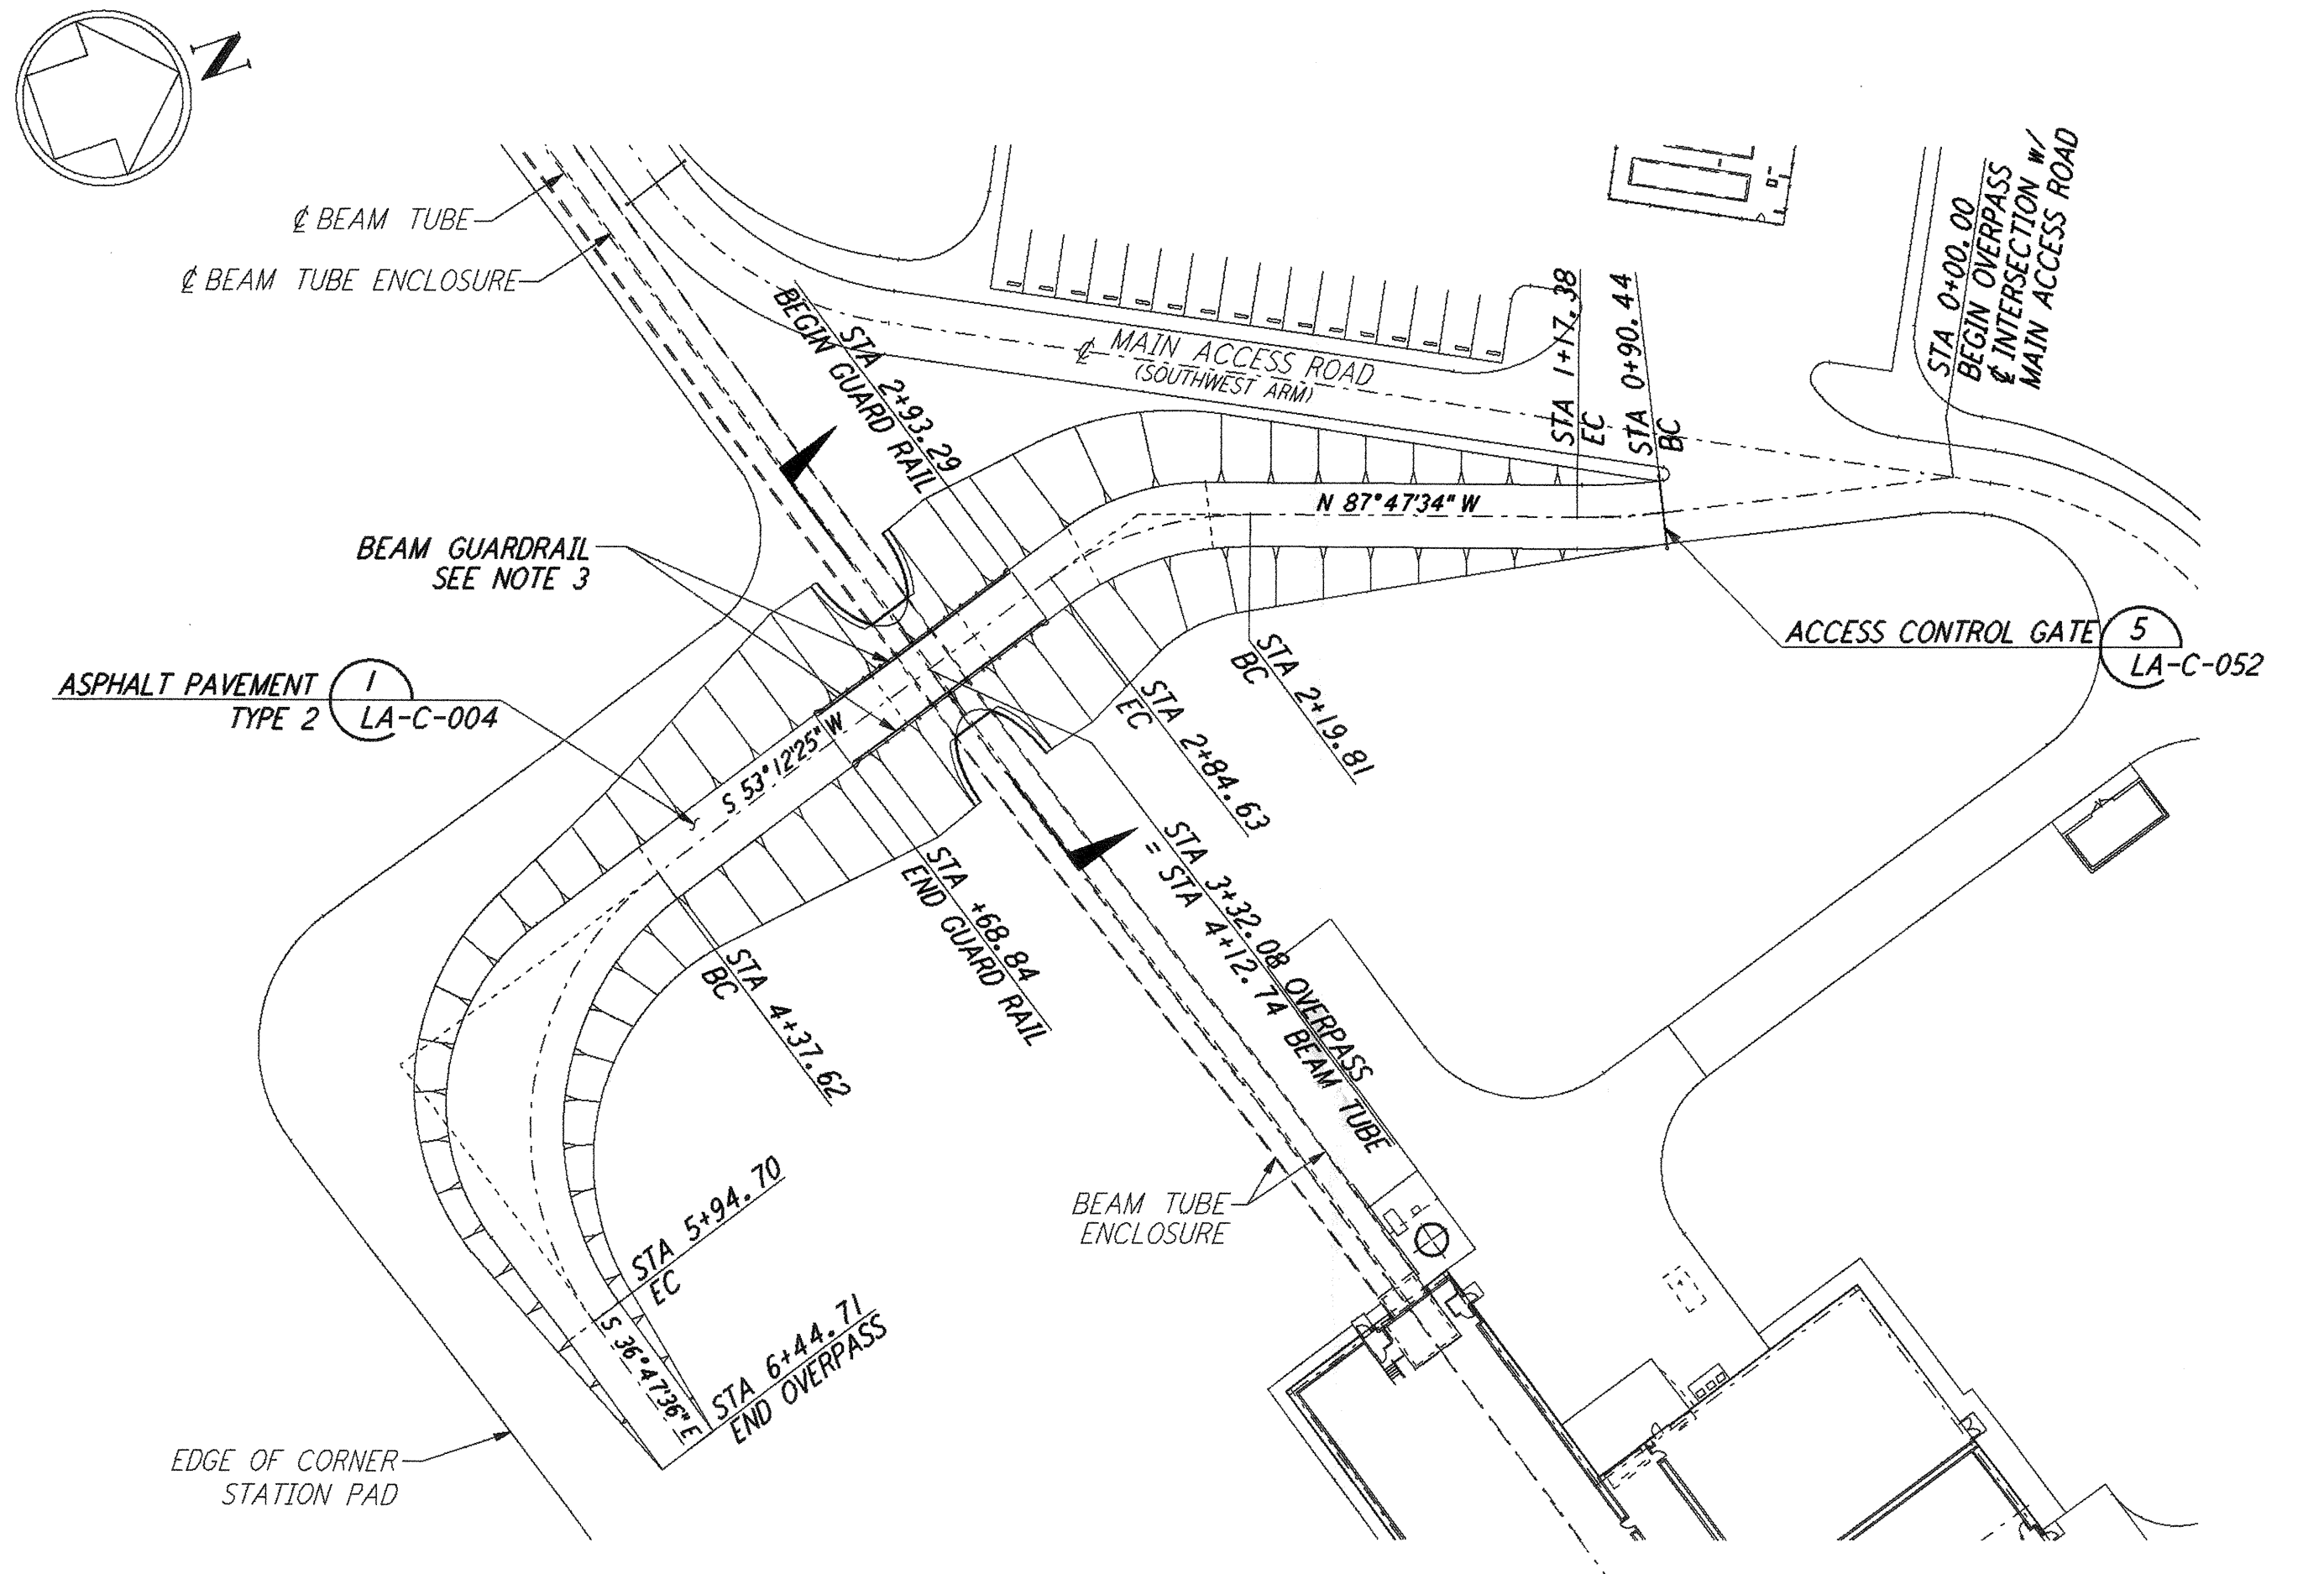 N
℄ BEAM TUBE
℄ BEAM TUBE ENCLOSURE
STA 2+93.29
BEGIN GUARD RAIL
℄ MAIN ACCESS ROAD
(SOUTHWEST ARM)
STA 1+17.38
EC
STA 0+90.44
BC
STA 0+00.00
BEGIN OVERPASS
℄ INTERSECTION W/
MAIN ACCESS ROAD
N 87°47'34" W
BEAM GUARDRAIL
SEE NOTE 3
ACCESS CONTROL GATE
5
LA-C-052
ASPHALT PAVEMENT
TYPE 2
1
LA-C-004
S 53°12'25" W
STA 2+19.81
BC
STA 2+84.63
EC
STA 3+32.08 OVERPASS
= STA 4+12.74 BEAM TUBE
STA +68.84
END GUARD RAIL
STA 4+37.62
BC
STA 5+94.70
EC
S 36°47'36" E
STA 6+44.71
END OVERPASS
BEAM TUBE
ENCLOSURE
EDGE OF CORNER
STATION PAD